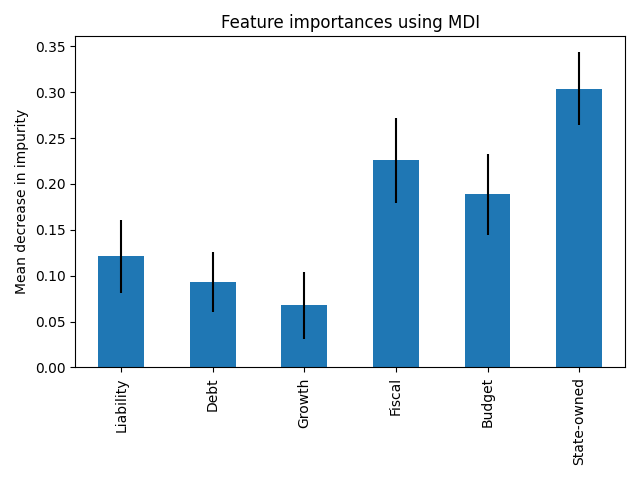 Feature importances using MDI
Mean decrease in impurity
0.35
0.30
0.25
0.20
0.15
0.10
0.05
0.00
Liability
Debt
Growth
Fiscal
Budget
State-owned